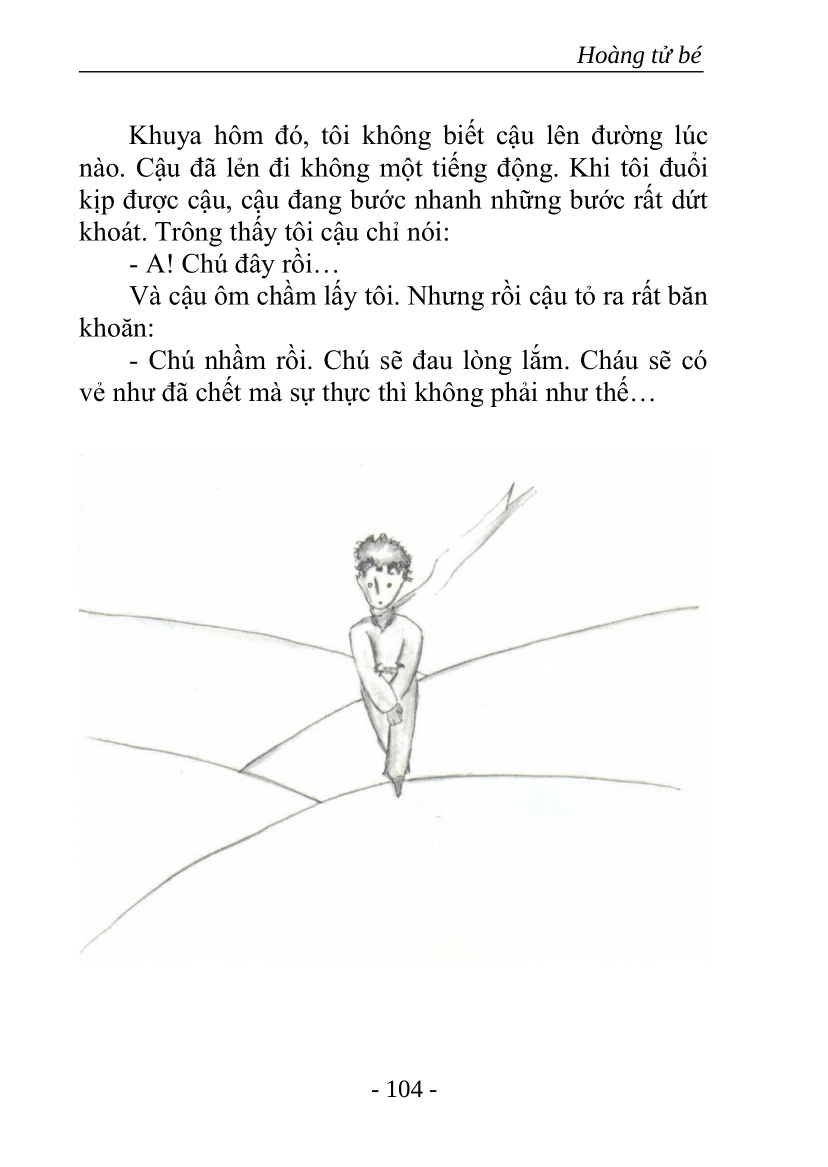 Hoàng tử bé
Khuya hôm đó, tôi không biết cậu lên đường lúc
nào. Cậu đã lẻn đi không một tiếng động. Khi tôi đuổi
kịp được cậu, cậu đang bước nhanh những bước rất dứt
khoát. Trông thấy tôi cậu chỉ nói:
- A! Chú đây rồi…
Và cậu ôm chầm lấy tôi. Nhưng rồi cậu tỏ ra rất băn
khoăn:
- Chú nhầm rồi. Chú sẽ đau lòng lắm. Cháu sẽ có
vẻ như đã chết mà sự thực thì không phải như thế…
- 104 -